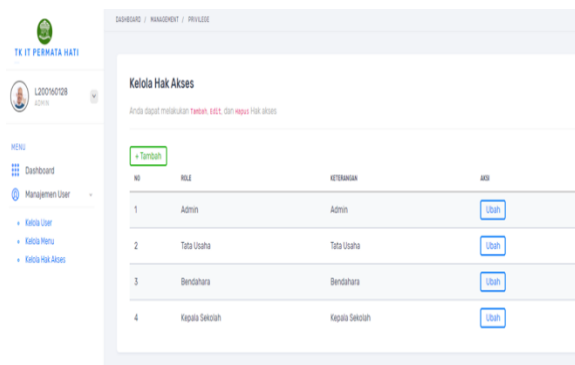 TK IT PERMATA HATI
L200160128
ADMIN
MENU
Dashboard
Manajemen User
Kelola User
Kelola Menu
Kelola Hak Akses
DASHBOARD / MANAGEMENT / PRIVILEGE
Kelola Hak Akses
Anda dapat melakukan Tambah, Edit, dan Hapus Hak akses
+ Tambah
NO ROLE KETERANGAN AKSI
1 Admin Admin Ubah
2 Tata Usaha Tata Usaha Ubah
3 Bendahara Bendahara Ubah
4 Kepala Sekolah Kepala Sekolah Ubah